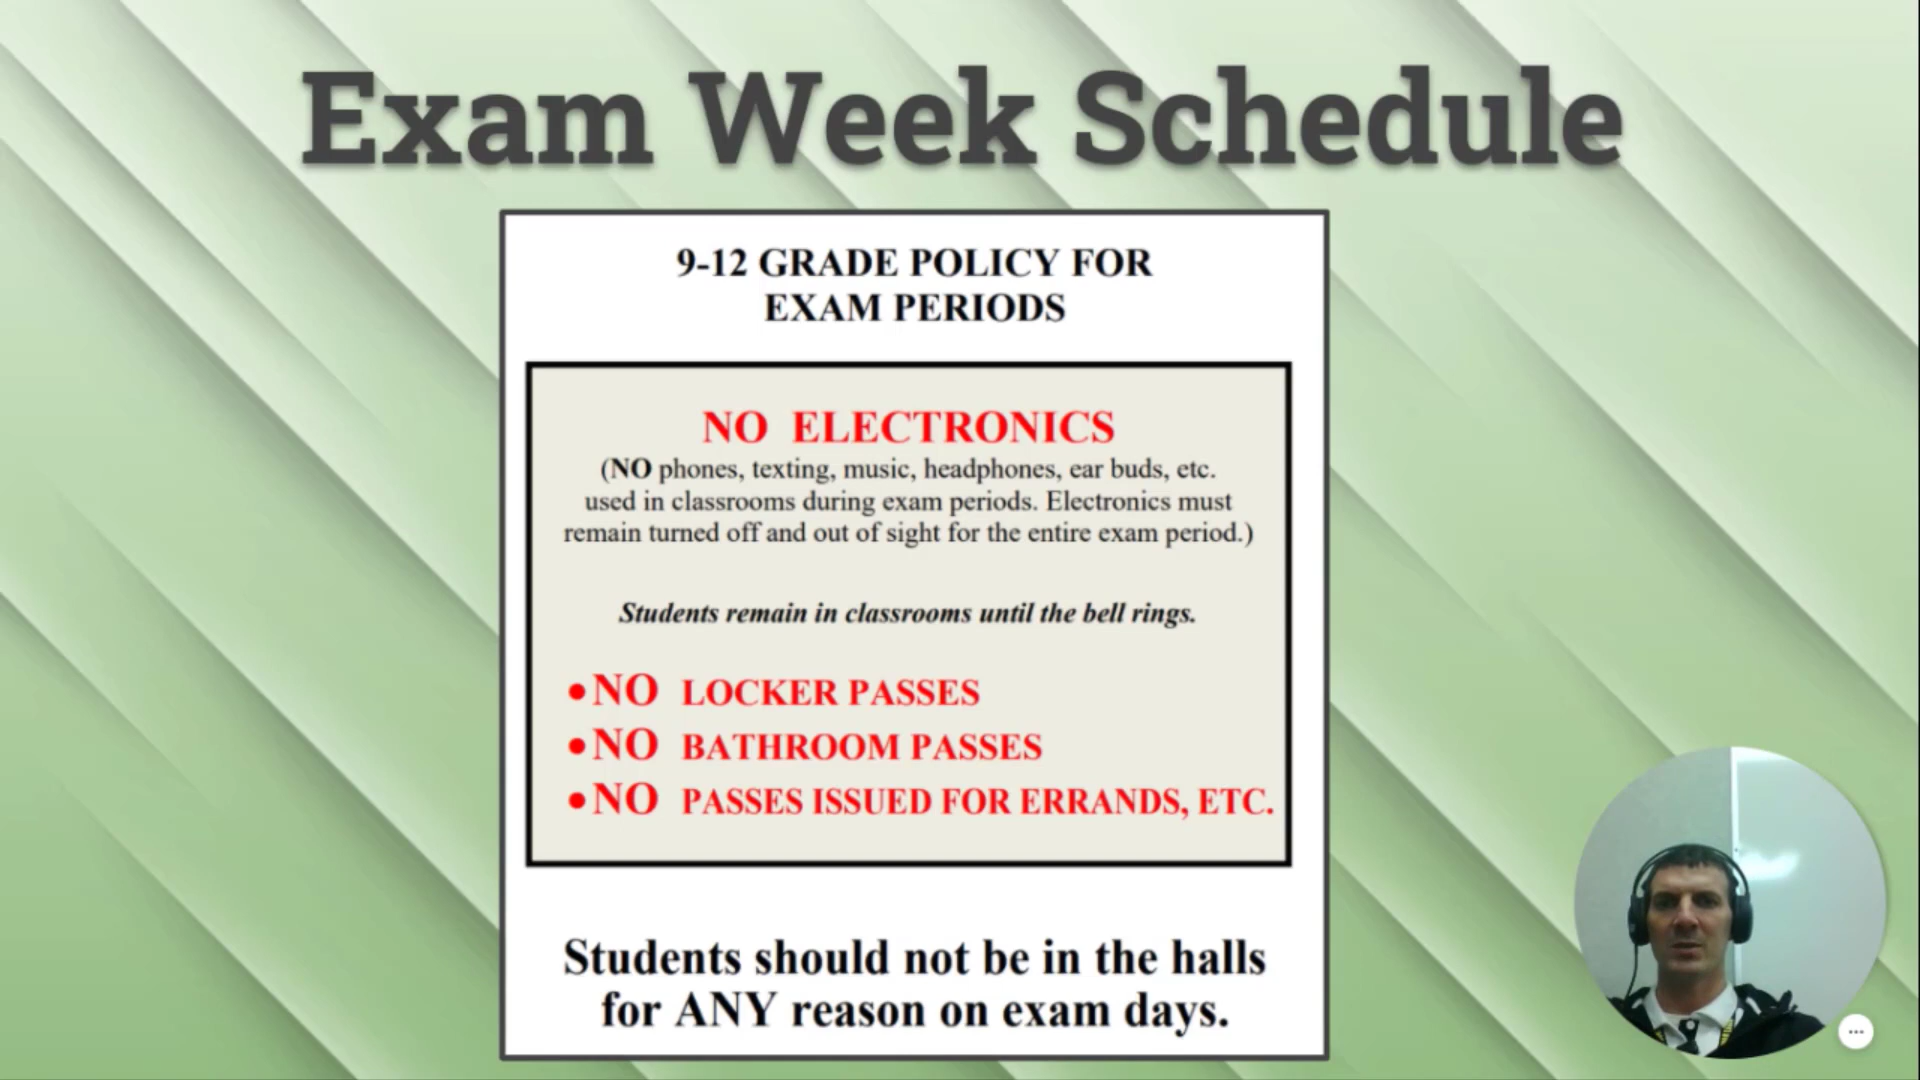 Exam Week Schedule
9-12 GRADE POLICY FOR
EXAM PERIODS
NO ELECTRONICS
(NO phones, texting, music, headphones, ear buds, etc.
used in classrooms during exam periods. Electronics must
remain turned off and out of sight for the entire exam period.)
Students remain in classrooms until the bell rings.
•NO LOCKER PASSES
•NO BATHROOM PASSES
•NO PASSES ISSUED FOR ERRANDS, ETC.
Students should not be in the halls
for ANY reason on exam days.